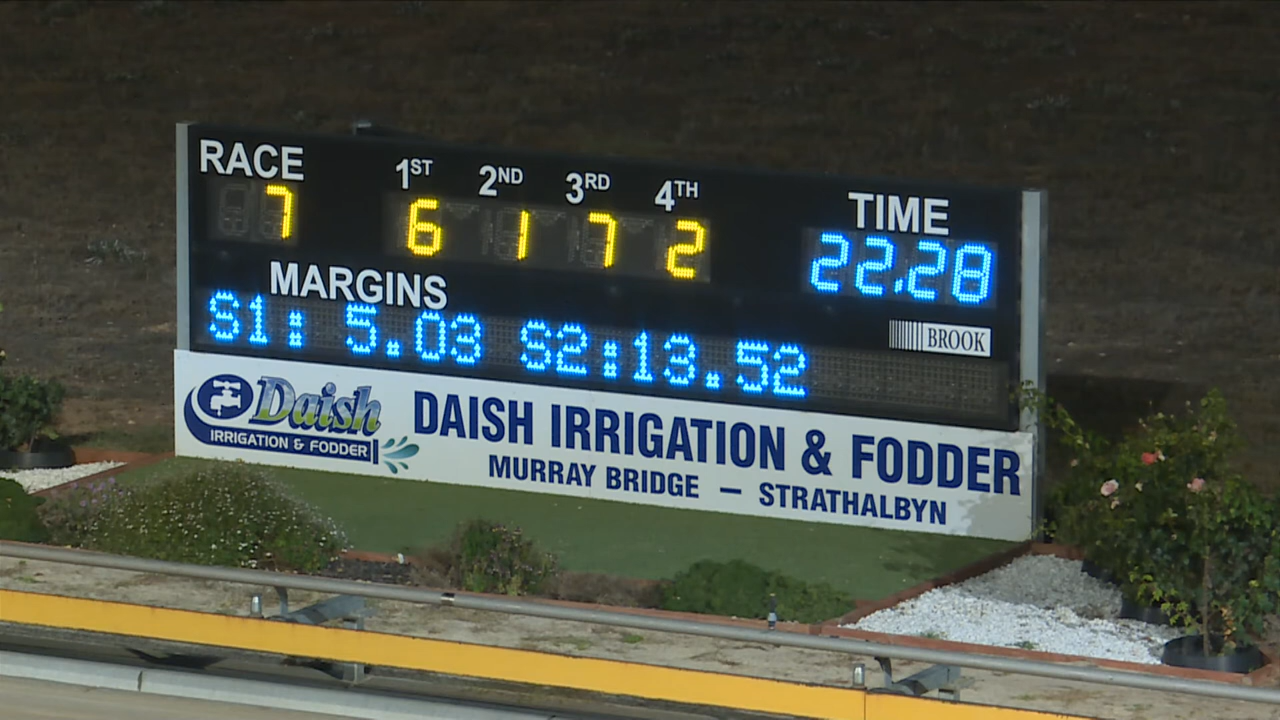 RACE 1ST 2ND 3RD 4TH TIME
7 6 1 7 2 22.28
MARGINS
S1: 5.03 S2:13.52
BROOK
Daish
IRRIGATION & FODDER
DAISH IRRIGATION & FODDER
MURRAY BRIDGE – STRATHALBYN